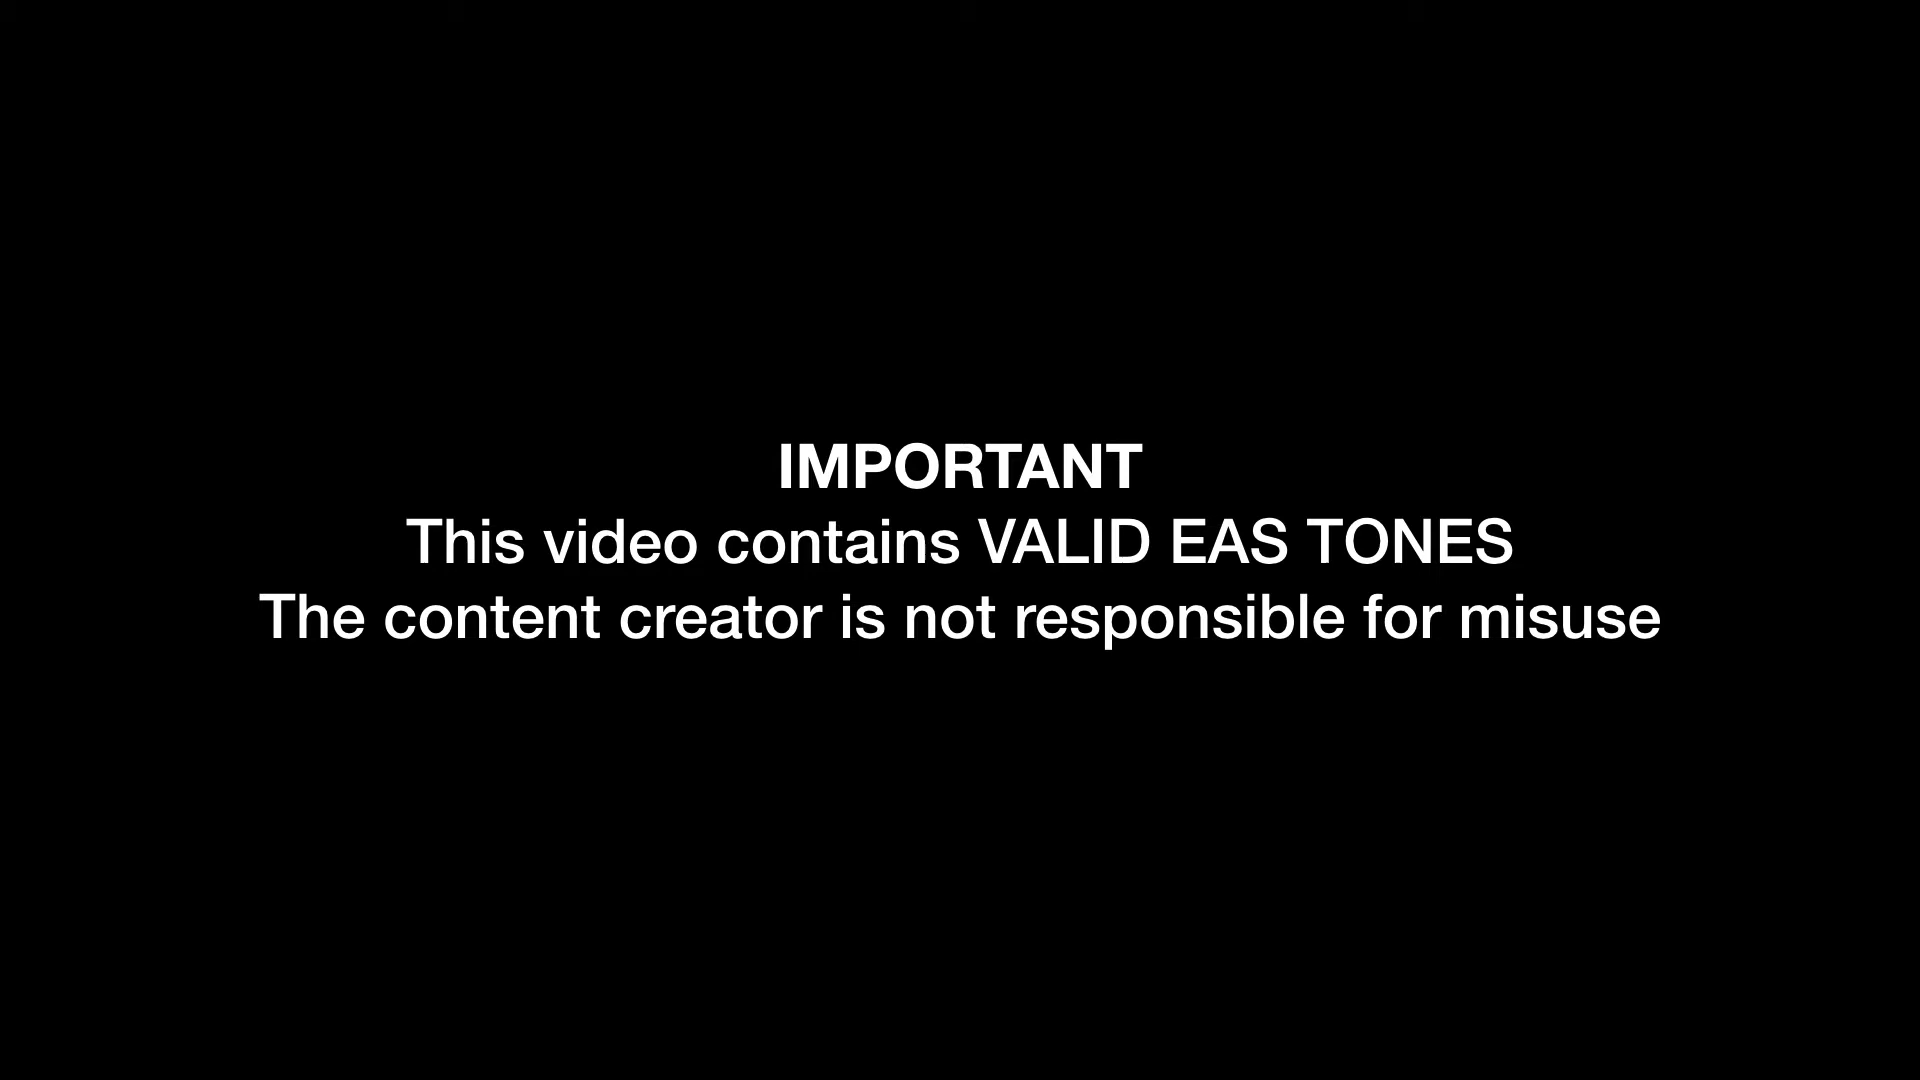 IMPORTANT
This video contains VALID EAS TONES
The content creator is not responsible for misuse